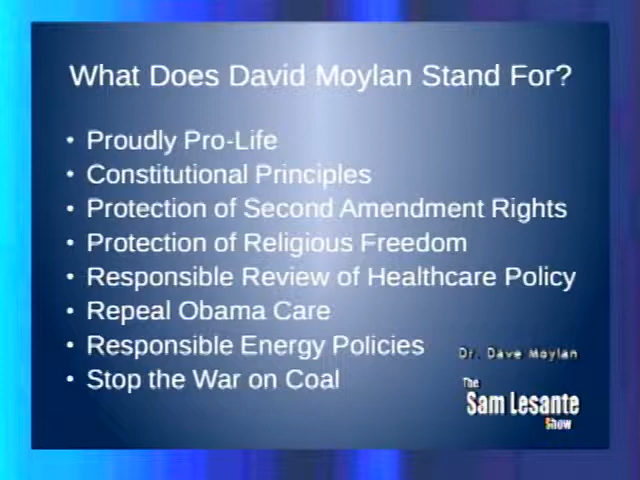 What Does David Moylan Stand For?
• Proudly Pro-Life
• Constitutional Principles
• Protection of Second Amendment Rights
• Protection of Religious Freedom
• Responsible Review of Healthcare Policy
• Repeal Obama Care
• Responsible Energy Policies
• Stop the War on Coal
Dr. Dave Moylan
The
Sam Lesante
Show